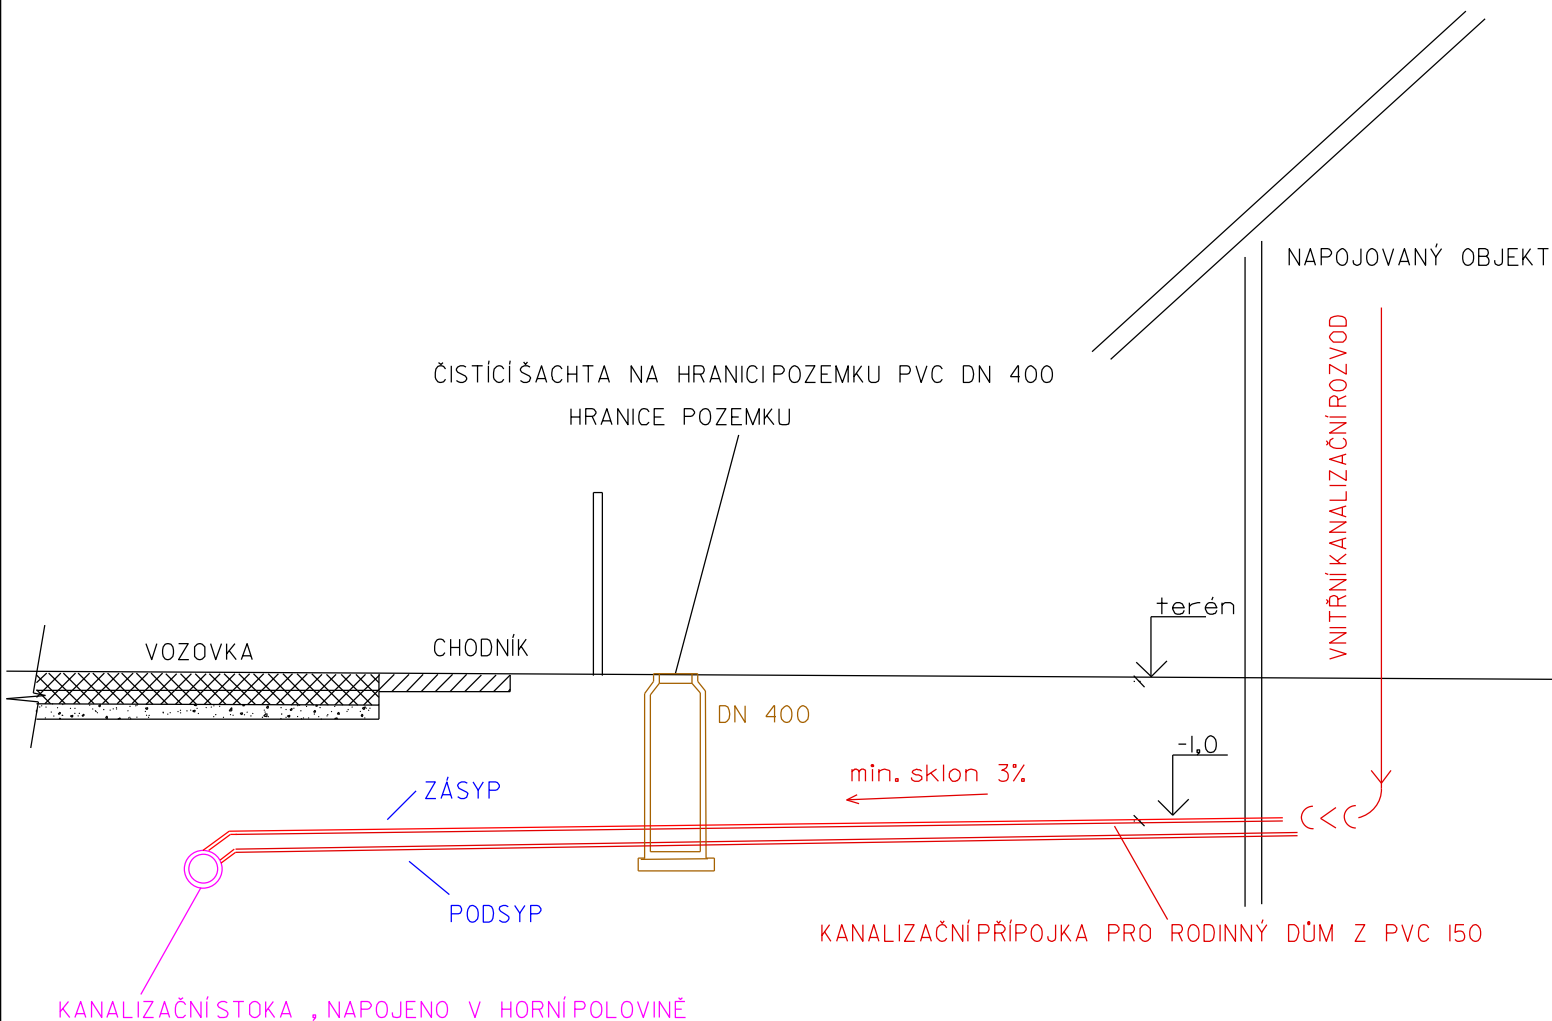 NAPOJOVANÝ OBJEKT
VNITŘNÍ KANALIZAČNÍ ROZVOD
ČISTÍCÍ ŠACHTA NA HRANICI POZEMKU PVC DN 400
HRANICE POZEMKU
terén
VOZOVKA
CHODNÍK
DN 400
-1,0
min. sklon 3%
ZÁSYP
PODSYP
KANALIZAČNÍ PŘÍPOJKA PRO RODINNÝ DŮM Z PVC 150
KANALIZAČNÍ STOKA , NAPOJENO V HORNÍ POLOVINĚ